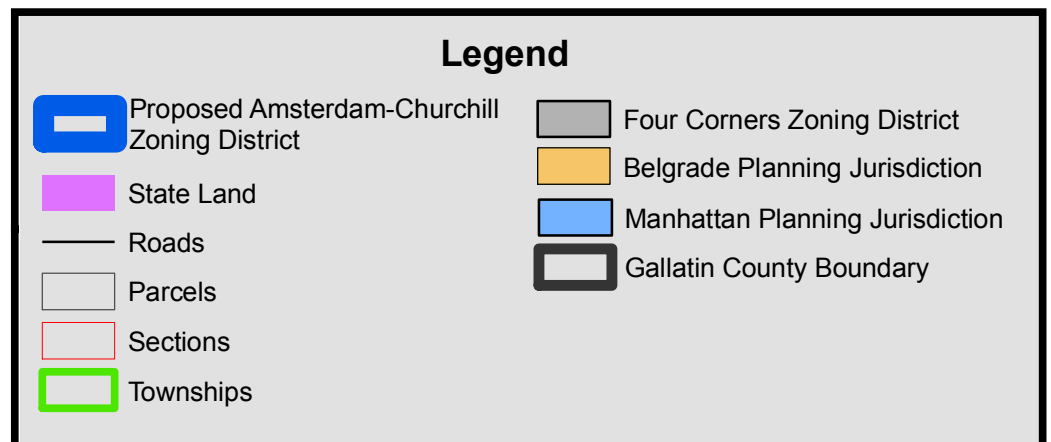 Legend
Proposed Amsterdam-Churchill
Zoning District
State Land
Roads
Parcels
Sections
Townships
Four Corners Zoning District
Belgrade Planning Jurisdiction
Manhattan Planning Jurisdiction
Gallatin County Boundary